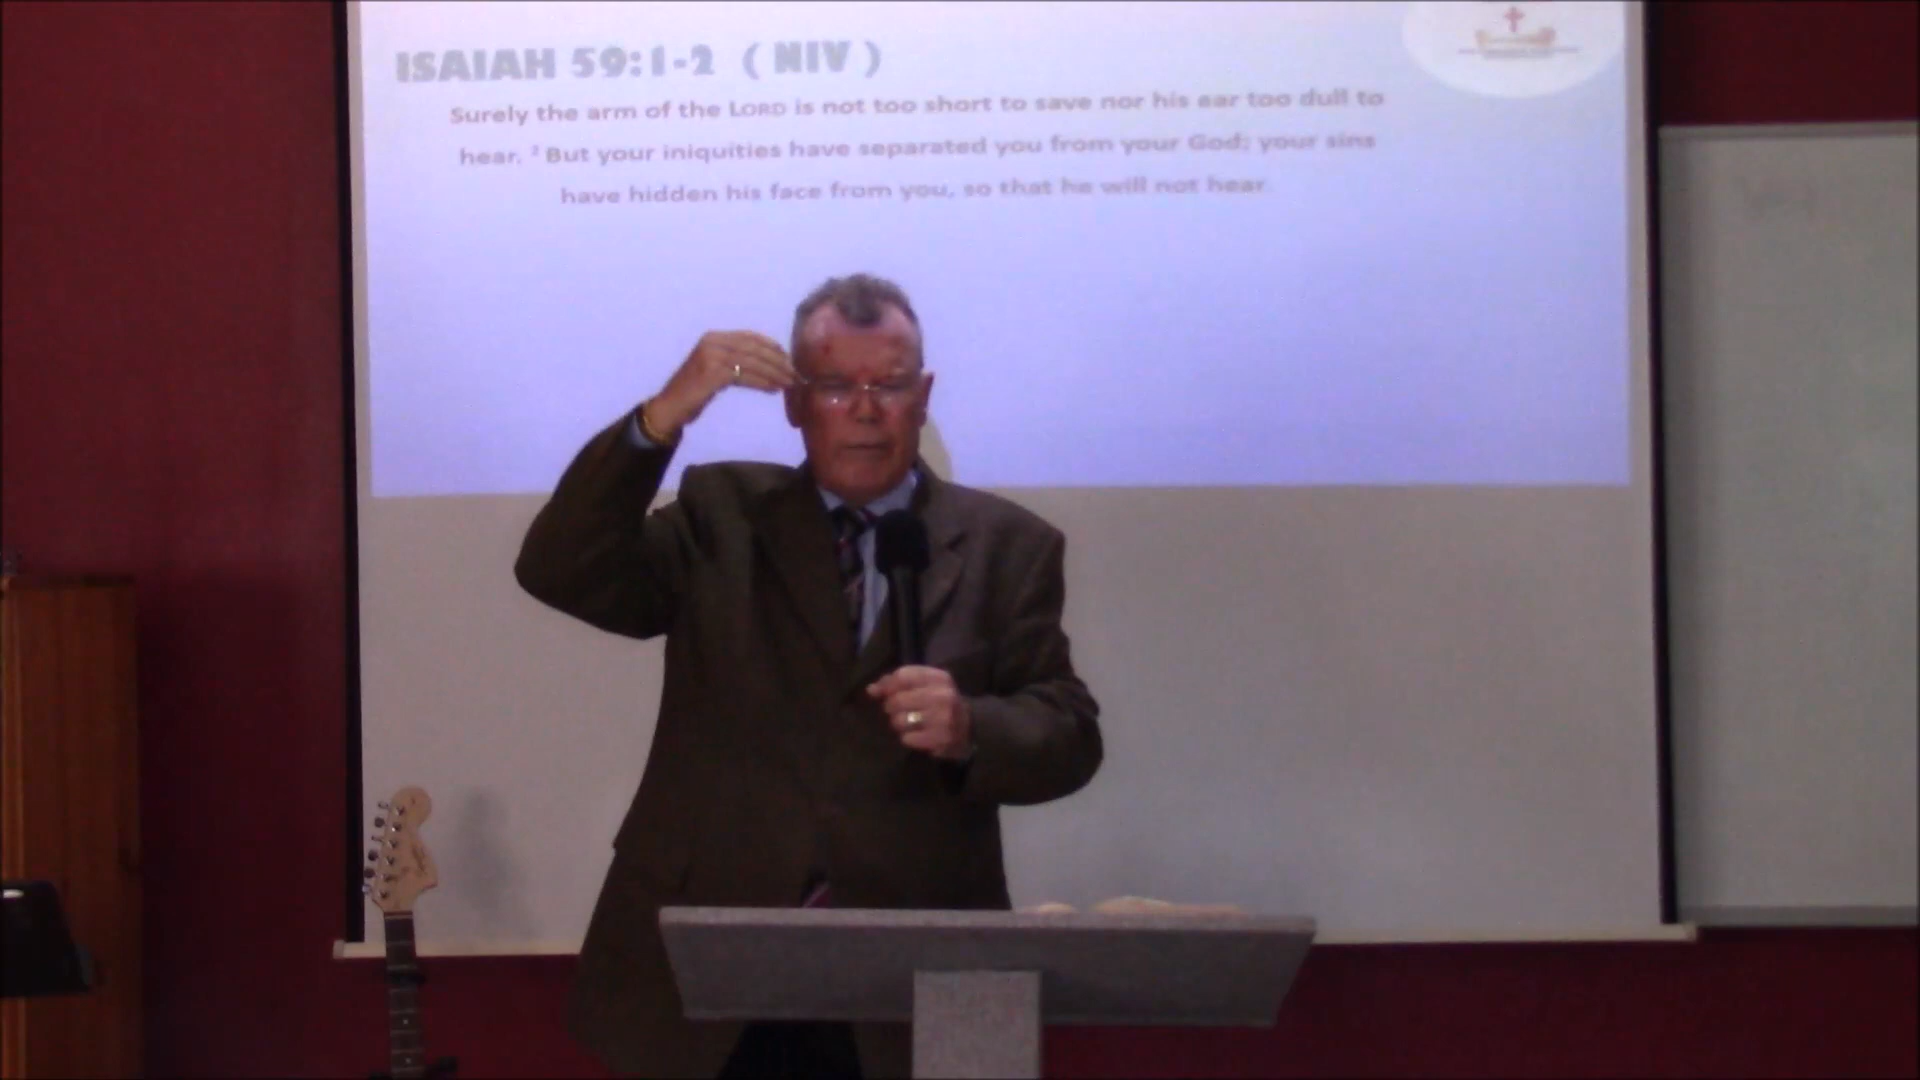 ISAIAH 59:1-2 ( NIV )
Surely the arm of the LORD is not too short to save nor his ear too dull to
hear. ² But your iniquities have separated you from your God; your sins
have hidden his face from you, so that he will not hear.